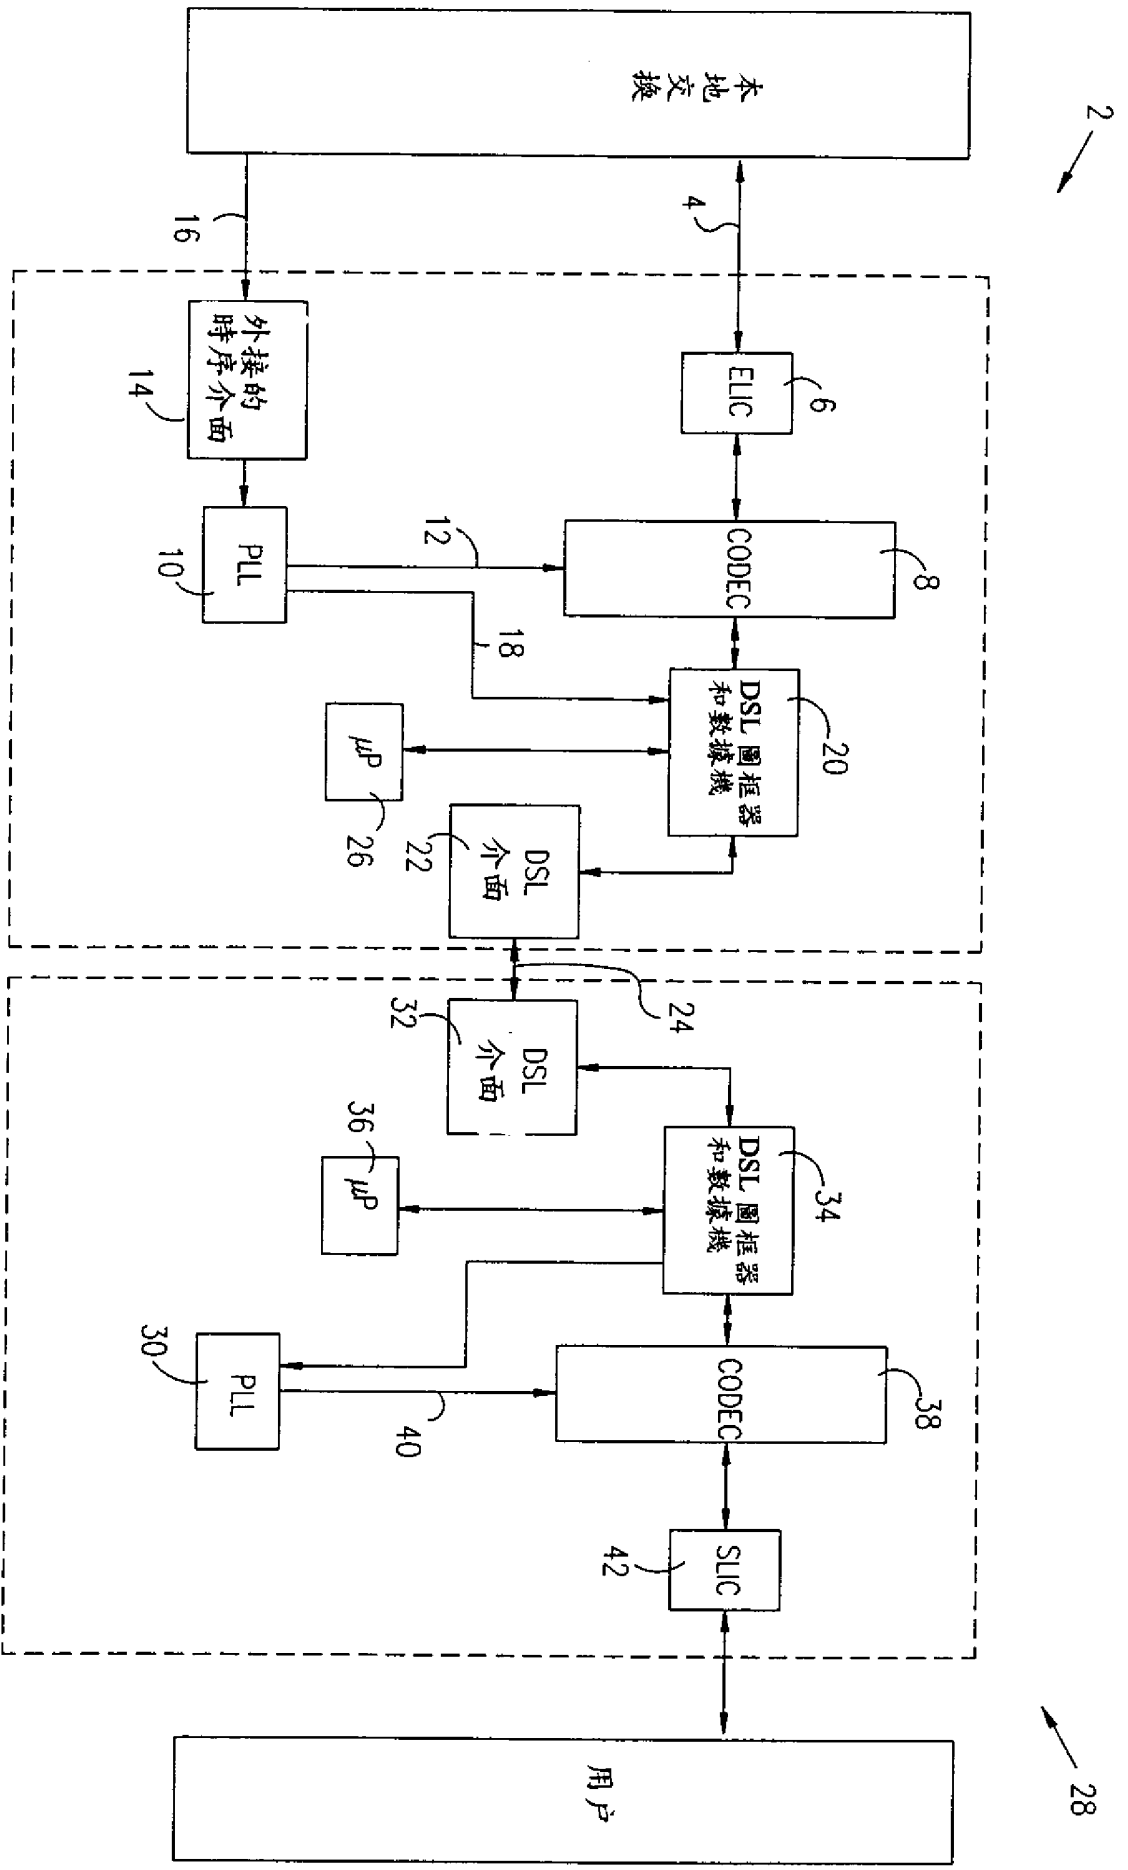 2
本地
交換
4
16
外接的
時序介面
14
ELIC
6
PLL
10
12
CODEC
8
18
DSL 圖框器
和數據機
20
μP
26
DSL
介面
22
24
DSL
介面
32
DSL 圖框器
和數據機
34
μP
36
PLL
30
40
CODEC
38
SLIC
42
用户
28